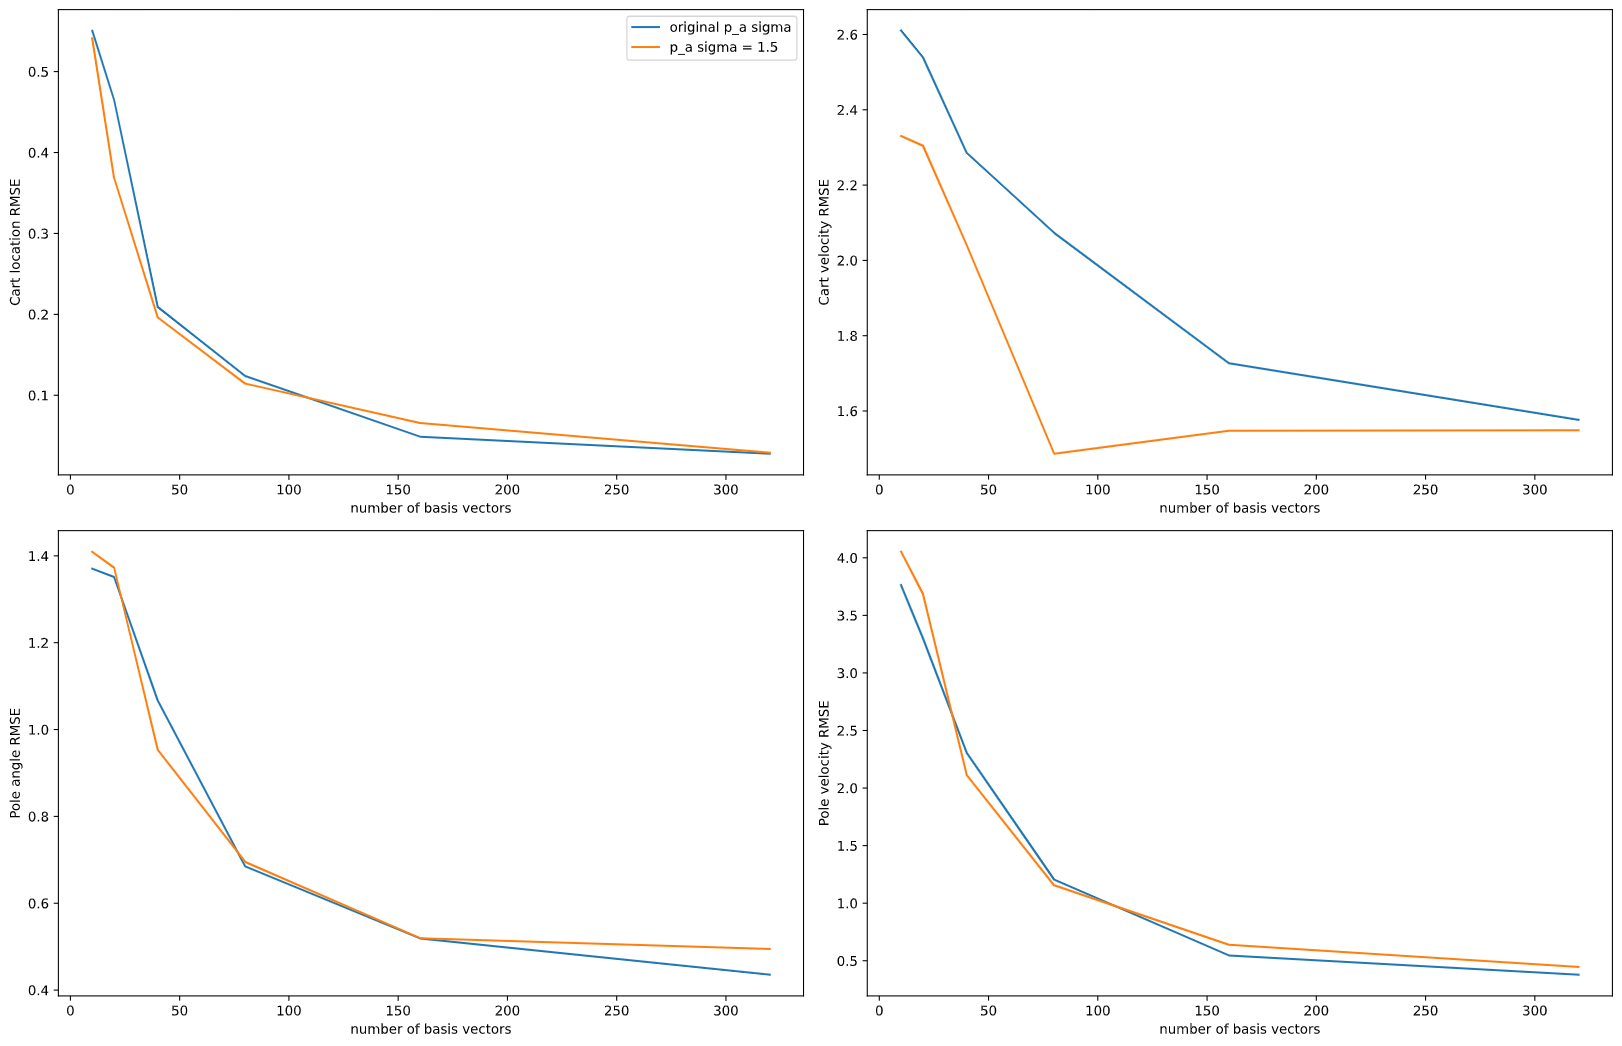 original p_a sigma
p_a sigma = 1.5
Cart location RMSE
0.5
0.4
0.3
0.2
0.1
0 50 100 150 200 250 300
number of basis vectors
Cart velocity RMSE
2.6
2.4
2.2
2.0
1.8
1.6
0 50 100 150 200 250 300
number of basis vectors
Pole angle RMSE
1.4
1.2
1.0
0.8
0.6
0.4
0 50 100 150 200 250 300
number of basis vectors
Pole velocity RMSE
4.0
3.5
3.0
2.5
2.0
1.5
1.0
0.5
0 50 100 150 200 250 300
number of basis vectors